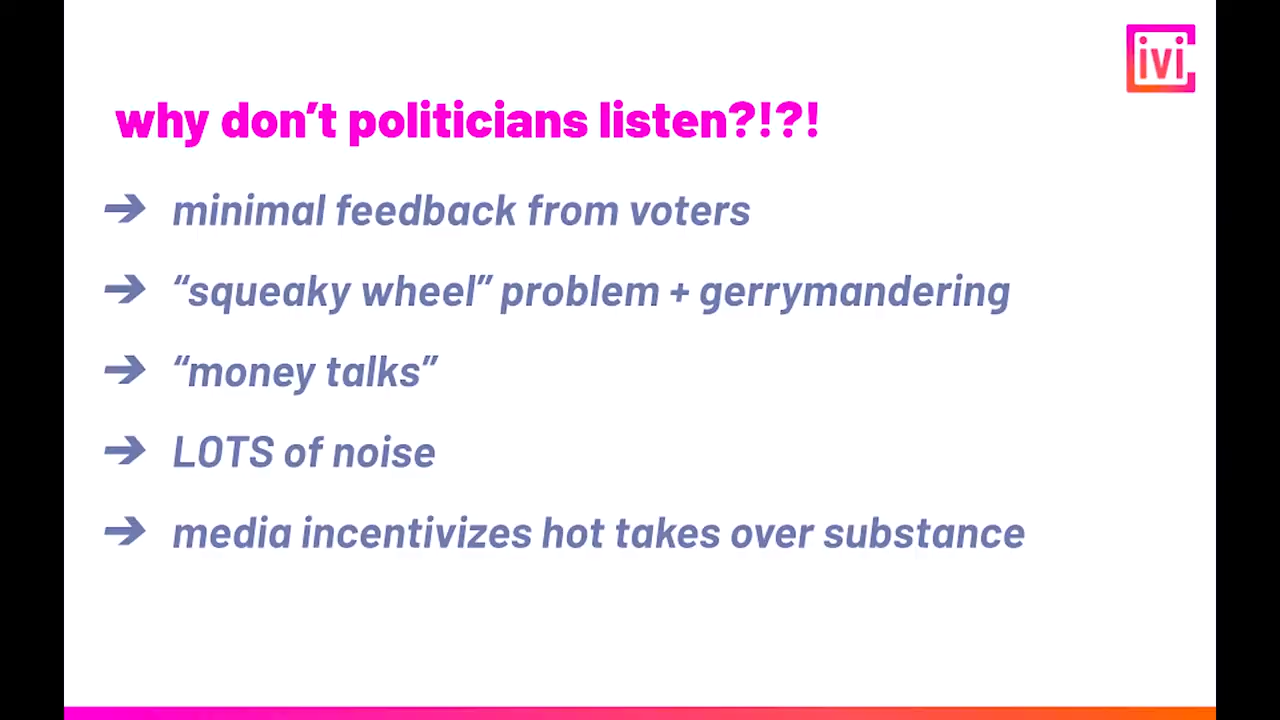 ivi
why don’t politicians listen?!?!
➔ minimal feedback from voters
➔ “squeaky wheel” problem + gerrymandering
➔ “money talks”
➔ LOTS of noise
➔ media incentivizes hot takes over substance